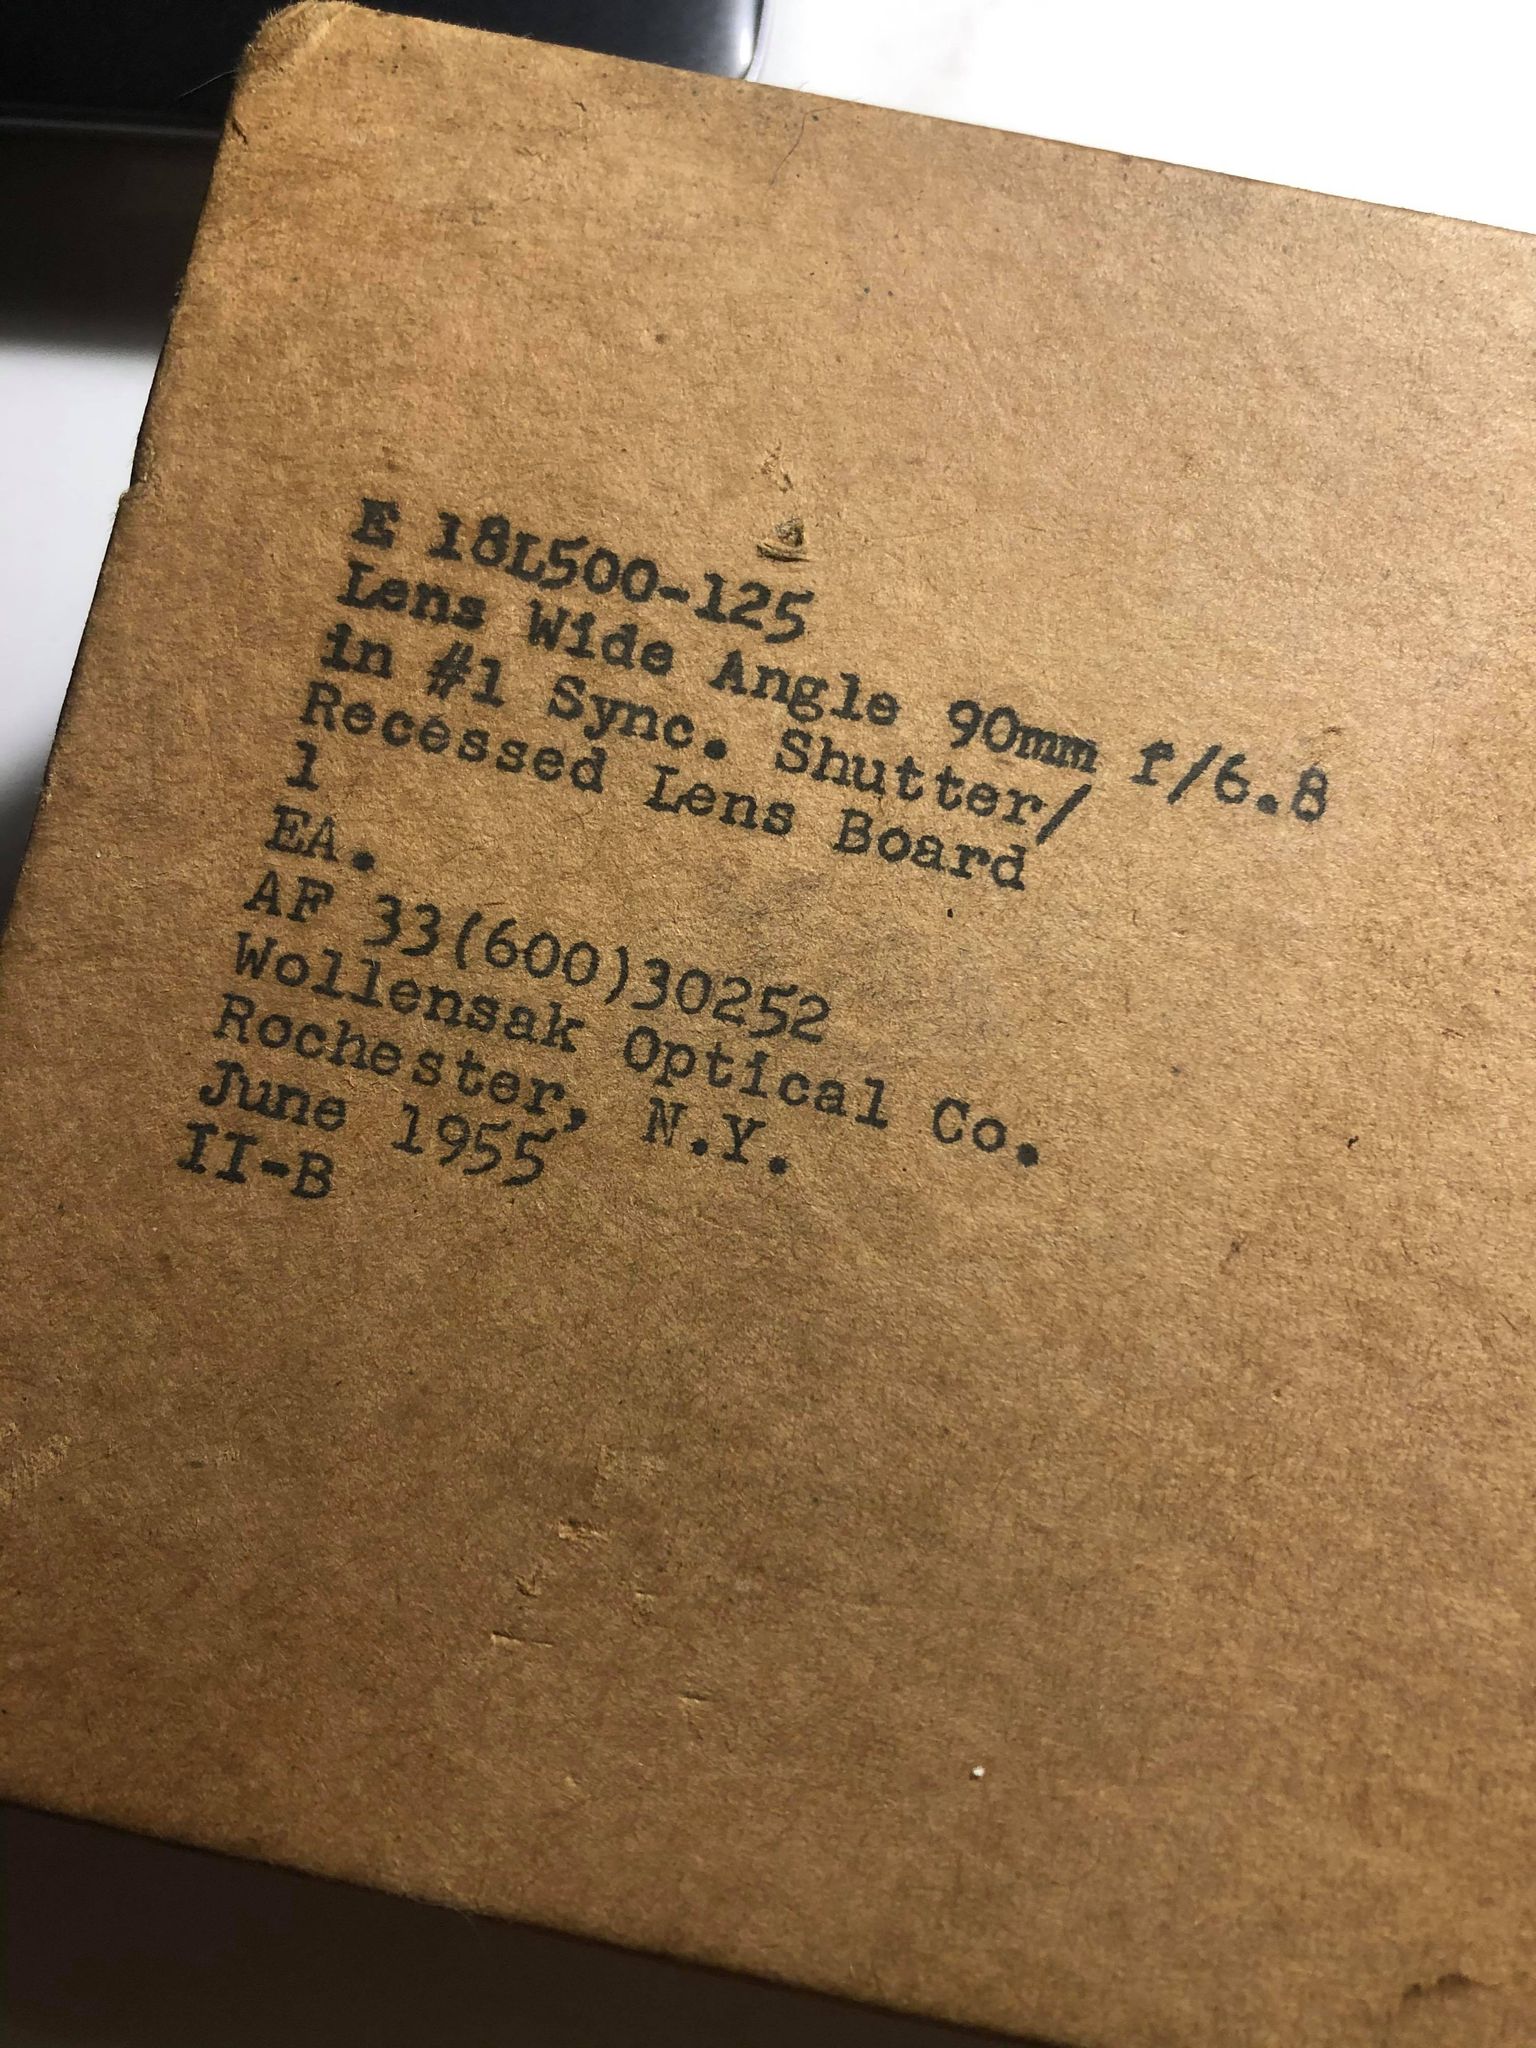 E 18L500-125
Lens Wide Angle 90mm f/6.8
in #1 Sync. Shutter/
Recessed Lens Board
1
EA.
AF 33(600)30252
Wollensak Optical Co.
Rochester, N.Y.
June 1955
II-B